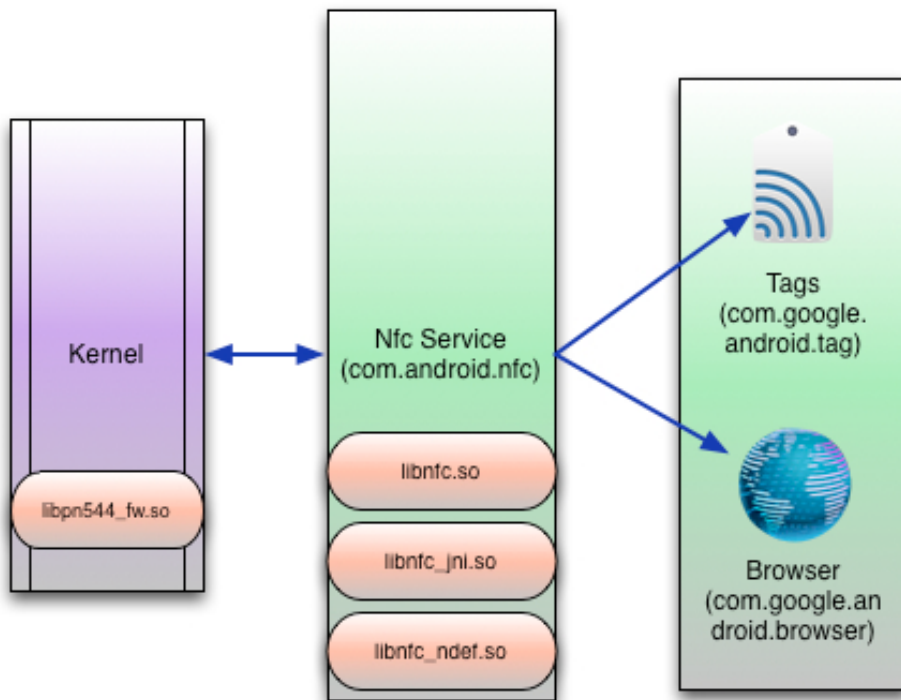 Kernel
libpn544_fw.so
Nfc Service
(com.android.nfc)
libnfc.so
libnfc_jni.so
libnfc_ndef.so
Tags
(com.google.
android.tag)
Browser
(com.google.an
droid.browser)